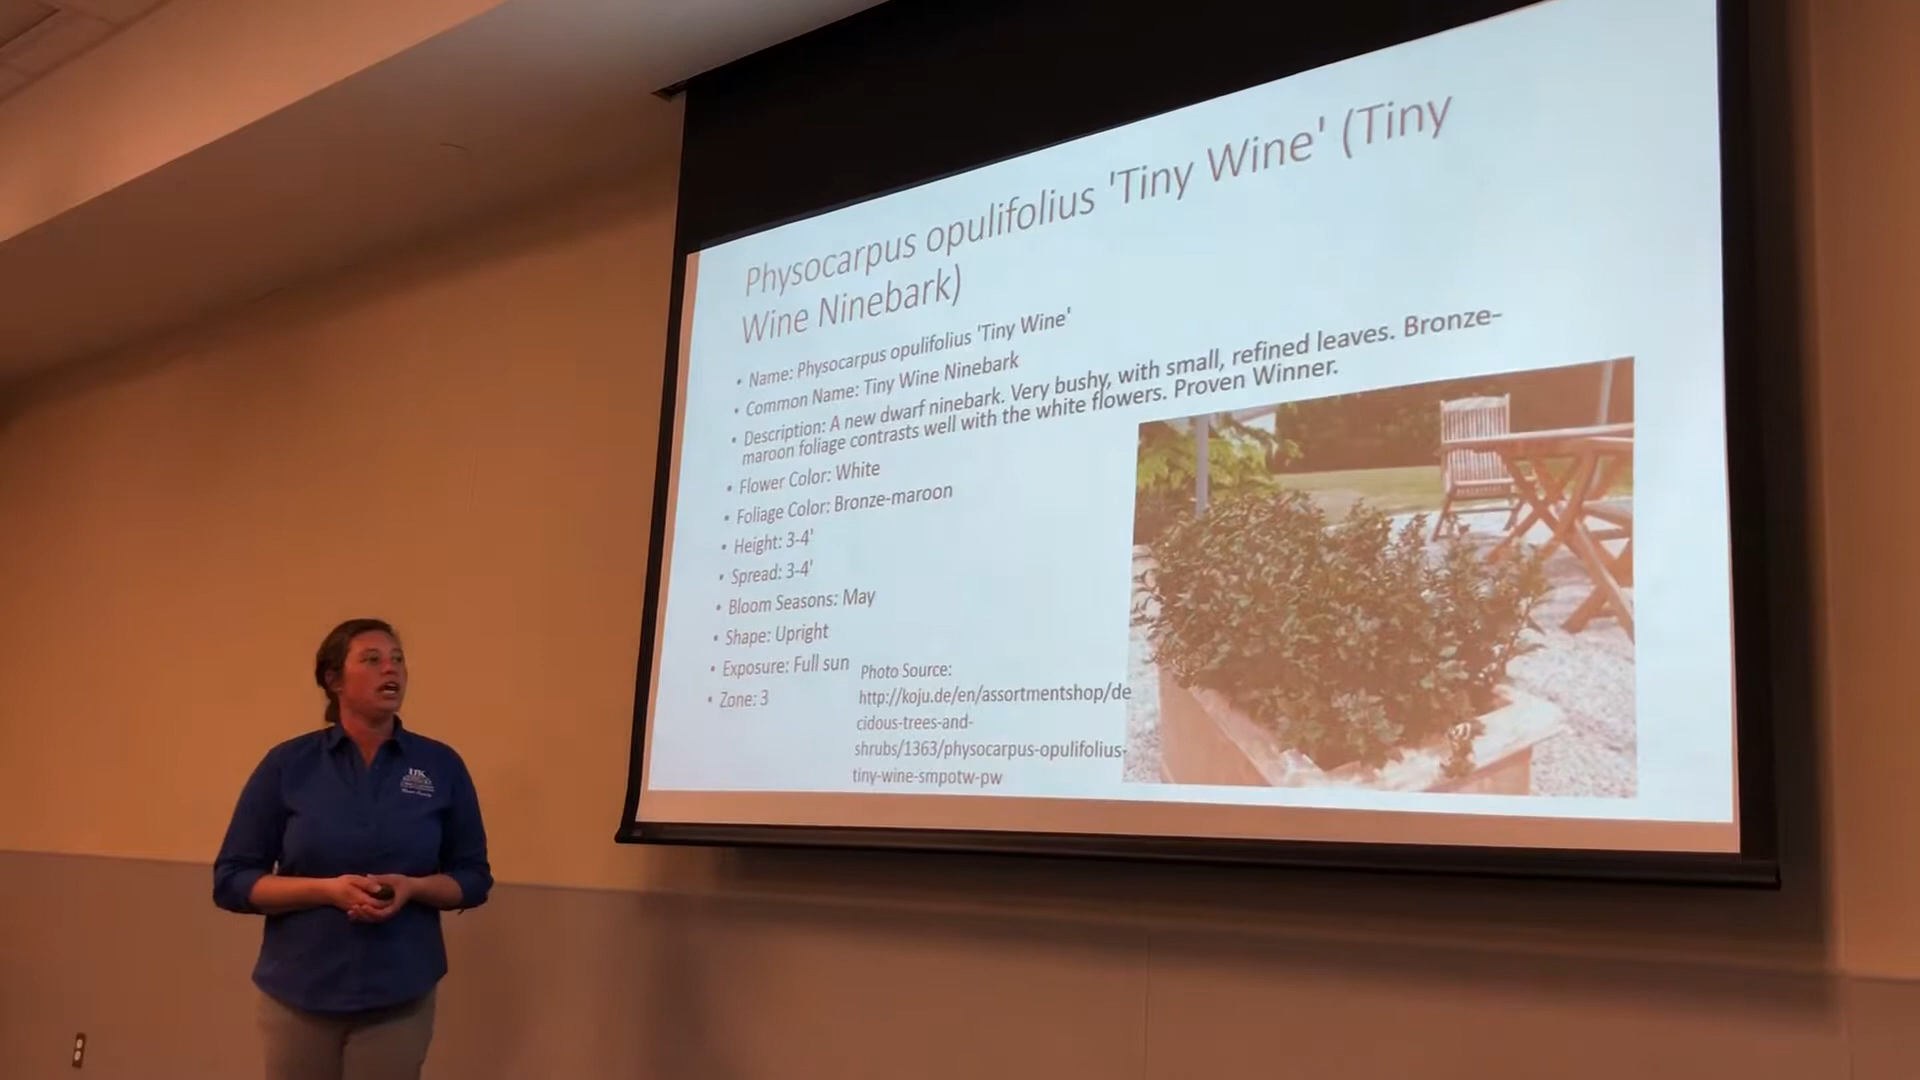 Physocarpus opulifolius 'Tiny Wine' (Tiny
Wine Ninebark)
• Name: Physocarpus opulifolius 'Tiny Wine'
• Common Name: Tiny Wine Ninebark
• Description: A new dwarf ninebark. Very bushy, with small, refined leaves. Bronze-
maroon foliage contrasts well with the white flowers. Proven Winner.
• Flower Color: White
• Foliage Color: Bronze-maroon
• Height: 3-4'
• Spread: 3-4'
• Bloom Seasons: May
• Shape: Upright
• Exposure: Full sun
• Zone: 3
Photo Source:
http://koju.de/en/assortmentshop/de
cidous-trees-and-
shrubs/1363/physocarpus-opulifolius-
tiny-wine-smpotw-pw
UK